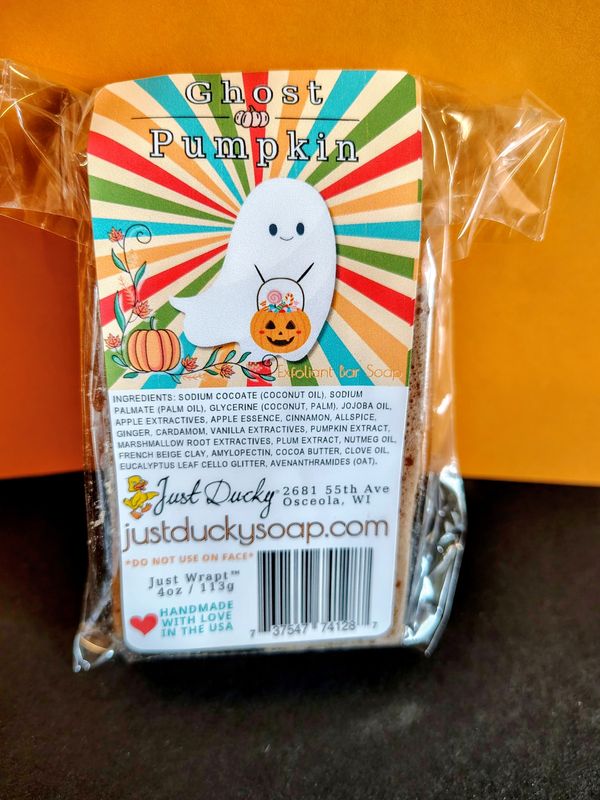 Ghost
Pumpkin
Exfoliant Bar Soap
INGREDIENTS: SODIUM COCOATE (COCONUT OIL), SODIUM
PALMATE (PALM OIL), GLYCERINE (COCONUT, PALM), JOJOBA OIL,
APPLE EXTRACTIVES, APPLE ESSENCE, CINNAMON, ALLSPICE,
GINGER, CARDAMOM, VANILLA EXTRACTIVES, PUMPKIN EXTRACT,
MARSHMALLOW ROOT EXTRACTIVES, PLUM EXTRACT, NUTMEG OIL,
FRENCH BEIGE CLAY, AMYLOPECTIN, COCOA BUTTER, CLOVE OIL,
EUCALYPTUS LEAF CELLO GLITTER, AVENANTHRAMIDES (OAT).
Just Ducky 2681 55th Ave
Osceola, WI
justduckysoap.com
*DO NOT USE ON FACE*
Just Wrapt™
4oz / 113g
HANDMADE
WITH LOVE
IN THE USA
7 37547 74128 7